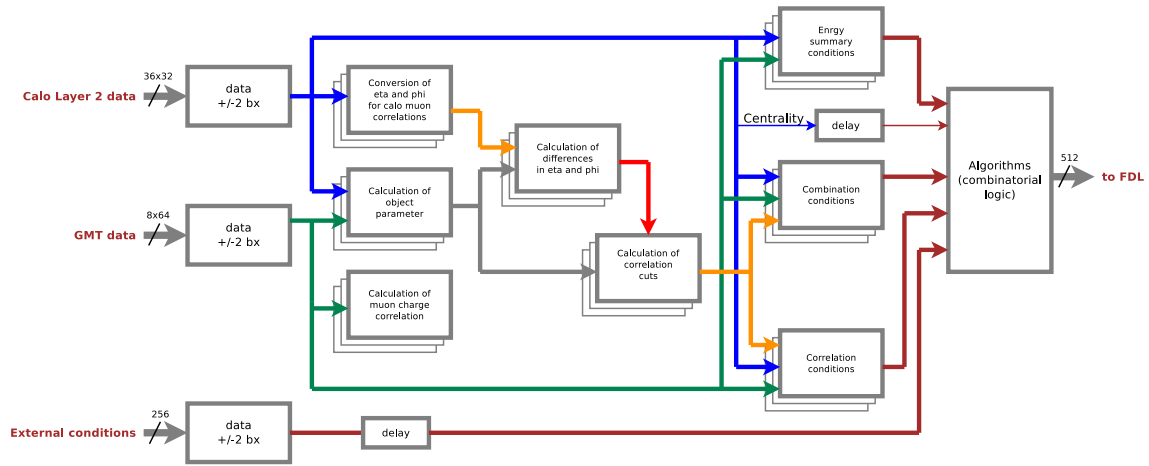 Calo Layer 2 data
36x32
data
+/-2 bx
Conversion of
eta and phi
for calo muon
correlations
Calculation of
object
parameter
Calculation of
muon charge
correlation
GMT data
8x64
data
+/-2 bx
External conditions
256
data
+/-2 bx
delay
Calculation of
differences
in eta and phi
Calculation of
correlation
cuts
Enrgy
summary
conditions
Centrality
delay
Combination
conditions
Correlation
conditions
Algorithms
(combinatorial
logic)
512
to FDL